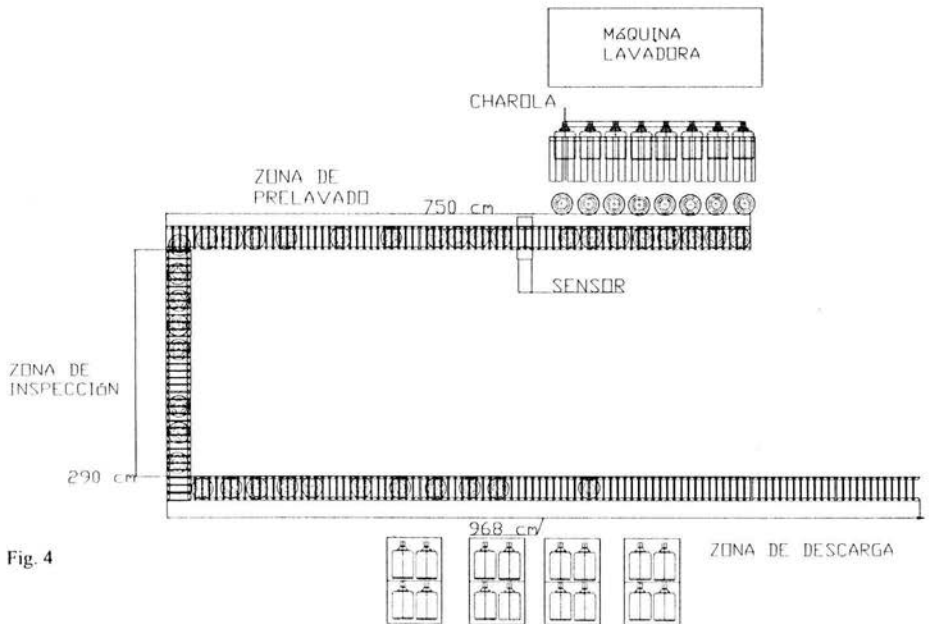 MáQUINA
LAVADORA
CHAROLA
ZONA DE
PRELAVADO
750 cm
SENSOR
ZONA DE
INSPECCIóN
290 cm
968 cm
ZONA DE DESCARGA
Fig. 4